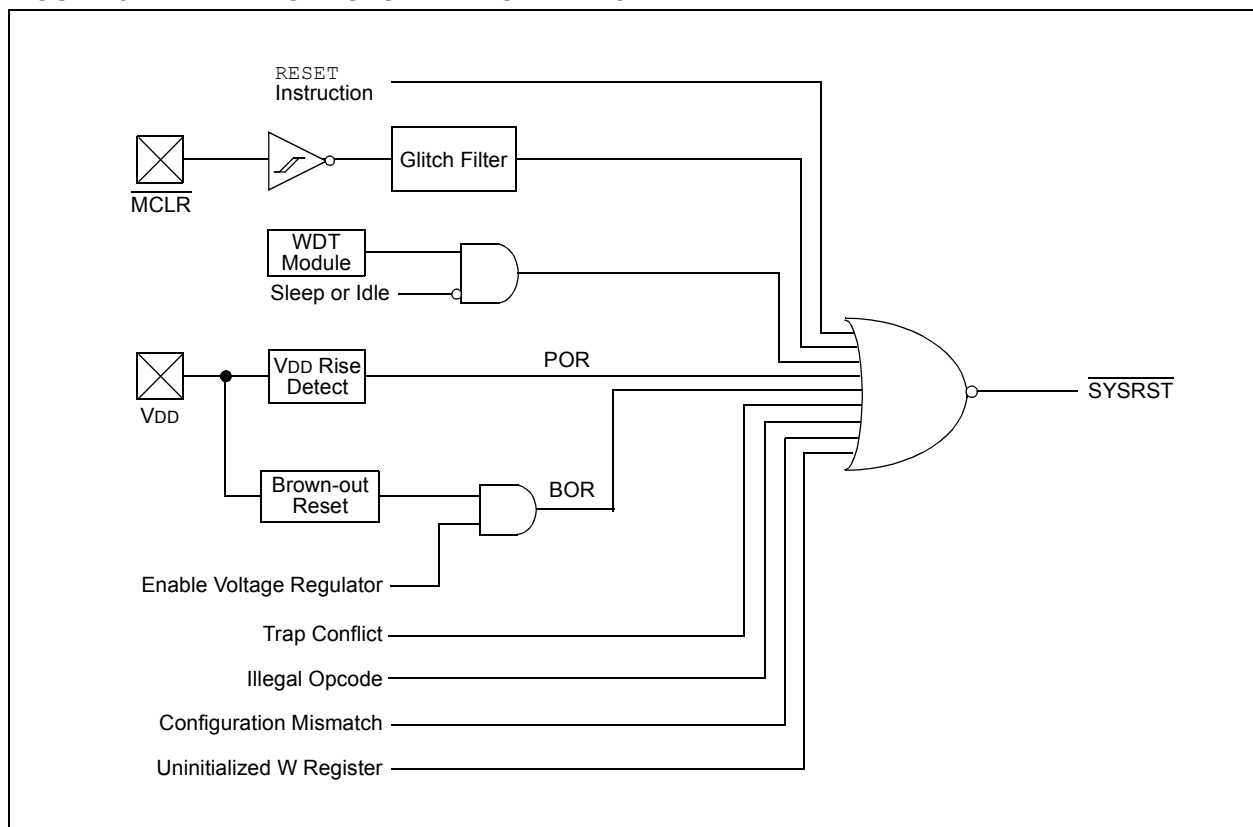 RESET
Instruction
MCLR
Glitch Filter
WDT
Module
Sleep or Idle
VDD
VDD Rise
Detect
POR
SYSRST
Brown-out
Reset
BOR
Enable Voltage Regulator
Trap Conflict
Illegal Opcode
Configuration Mismatch
Uninitialized W Register